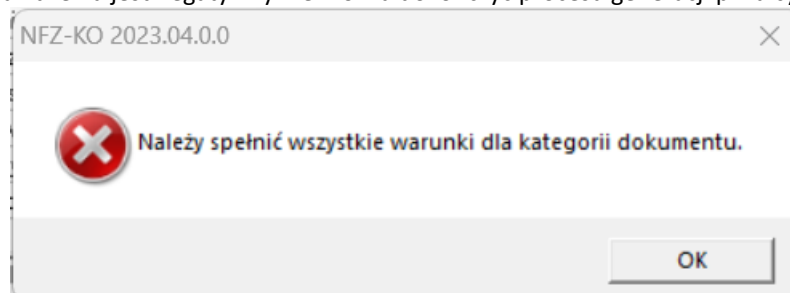 NFZ-KO 2023.04.0.0
Należy spełnić wszystkie warunki dla kategorii dokumentu.
OK